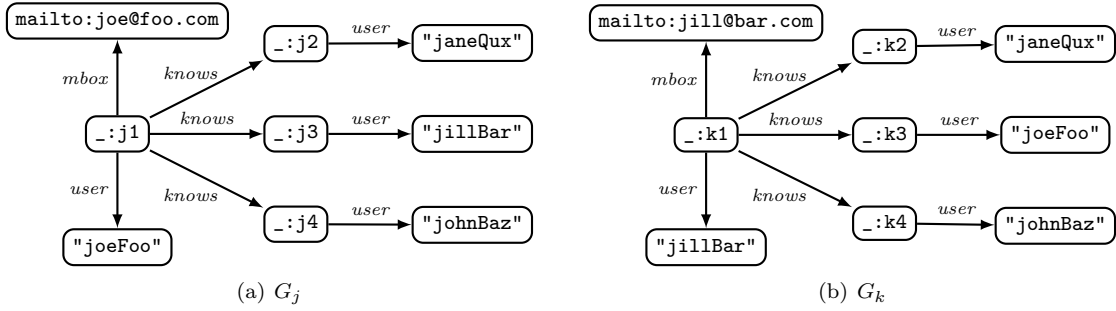 mailto:joe@foo.com
_:j2
user
"janeQux"
mbox
knows
_:j1
knows
_:j3
user
"jillBar"
user
knows
_:j4
user
"johnBaz"
"joeFoo"
(a) G_j
mailto:jill@bar.com
_:k2
user
"janeQux"
mbox
knows
_:k1
knows
_:k3
user
"joeFoo"
user
knows
_:k4
user
"johnBaz"
"jillBar"
(b) G_k